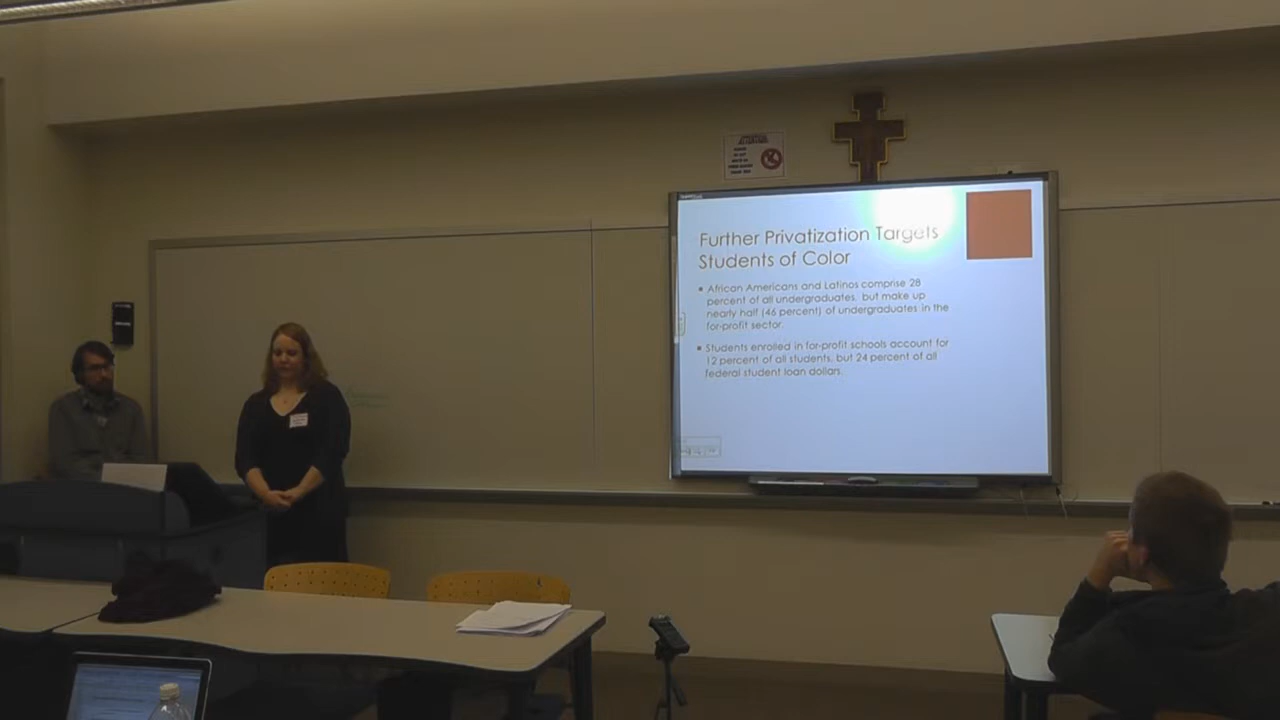 Further Privatization Targets
Students of Color
▪ African Americans and Latinos comprise 28
percent of all undergraduates, but make up
nearly half (46 percent) of undergraduates in the
for-profit sector.
▪ Students enrolled in for-profit schools account for
12 percent of all students, but 24 percent of all
federal student loan dollars.